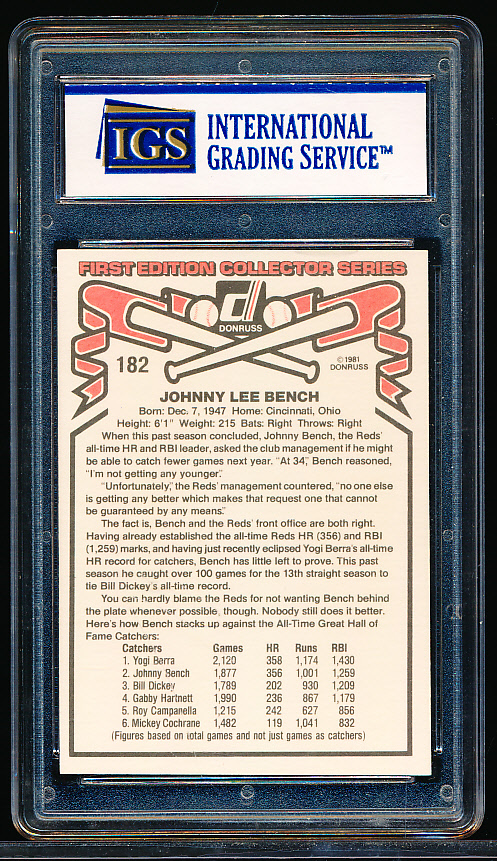 IGS
INTERNATIONAL
GRADING SERVICE™
FIRST EDITION COLLECTOR SERIES
DONRUSS
182
©1981
DONRUSS
JOHNNY LEE BENCH
Born: Dec. 7, 1947 Home: Cincinnati, Ohio
Height: 6'1" Weight: 215 Bats: Right Throws: Right
When this past season concluded, Johnny Bench, the Reds'
all-time HR and RBI leader, asked the club management if he might
be able to catch fewer games next year. "At 34," Bench reasoned,
"I'm not getting any younger."
"Unfortunately," the Reds' management countered, "no one else
is getting any better which makes that request one that cannot
be guaranteed by any means."
The fact is, Bench and the Reds' front office are both right.
Having already established the all-time Reds HR (356) and RBI
(1,259) marks, and having just recently eclipsed Yogi Berra's all-time
HR record for catchers, Bench has little left to prove. This past
season he caught over 100 games for the 13th straight season to
tie Bill Dickey's all-time record.
You can hardly blame the Reds for not wanting Bench behind
the plate whenever possible, though. Nobody still does it better.
Here's how Bench stacks up against the All-Time Great Hall of
Fame Catchers:
Catchers Games HR Runs RBI
1. Yogi Berra 2,120 358 1,174 1,430
2. Johnny Bench 1,877 356 1,001 1,259
3. Bill Dickey 1,789 202 930 1,209
4. Gabby Hartnett 1,990 236 867 1,179
5. Roy Campanella 1,215 242 627 856
6. Mickey Cochrane 1,482 119 1,041 832
(Figures based on total games and not just games as catchers)